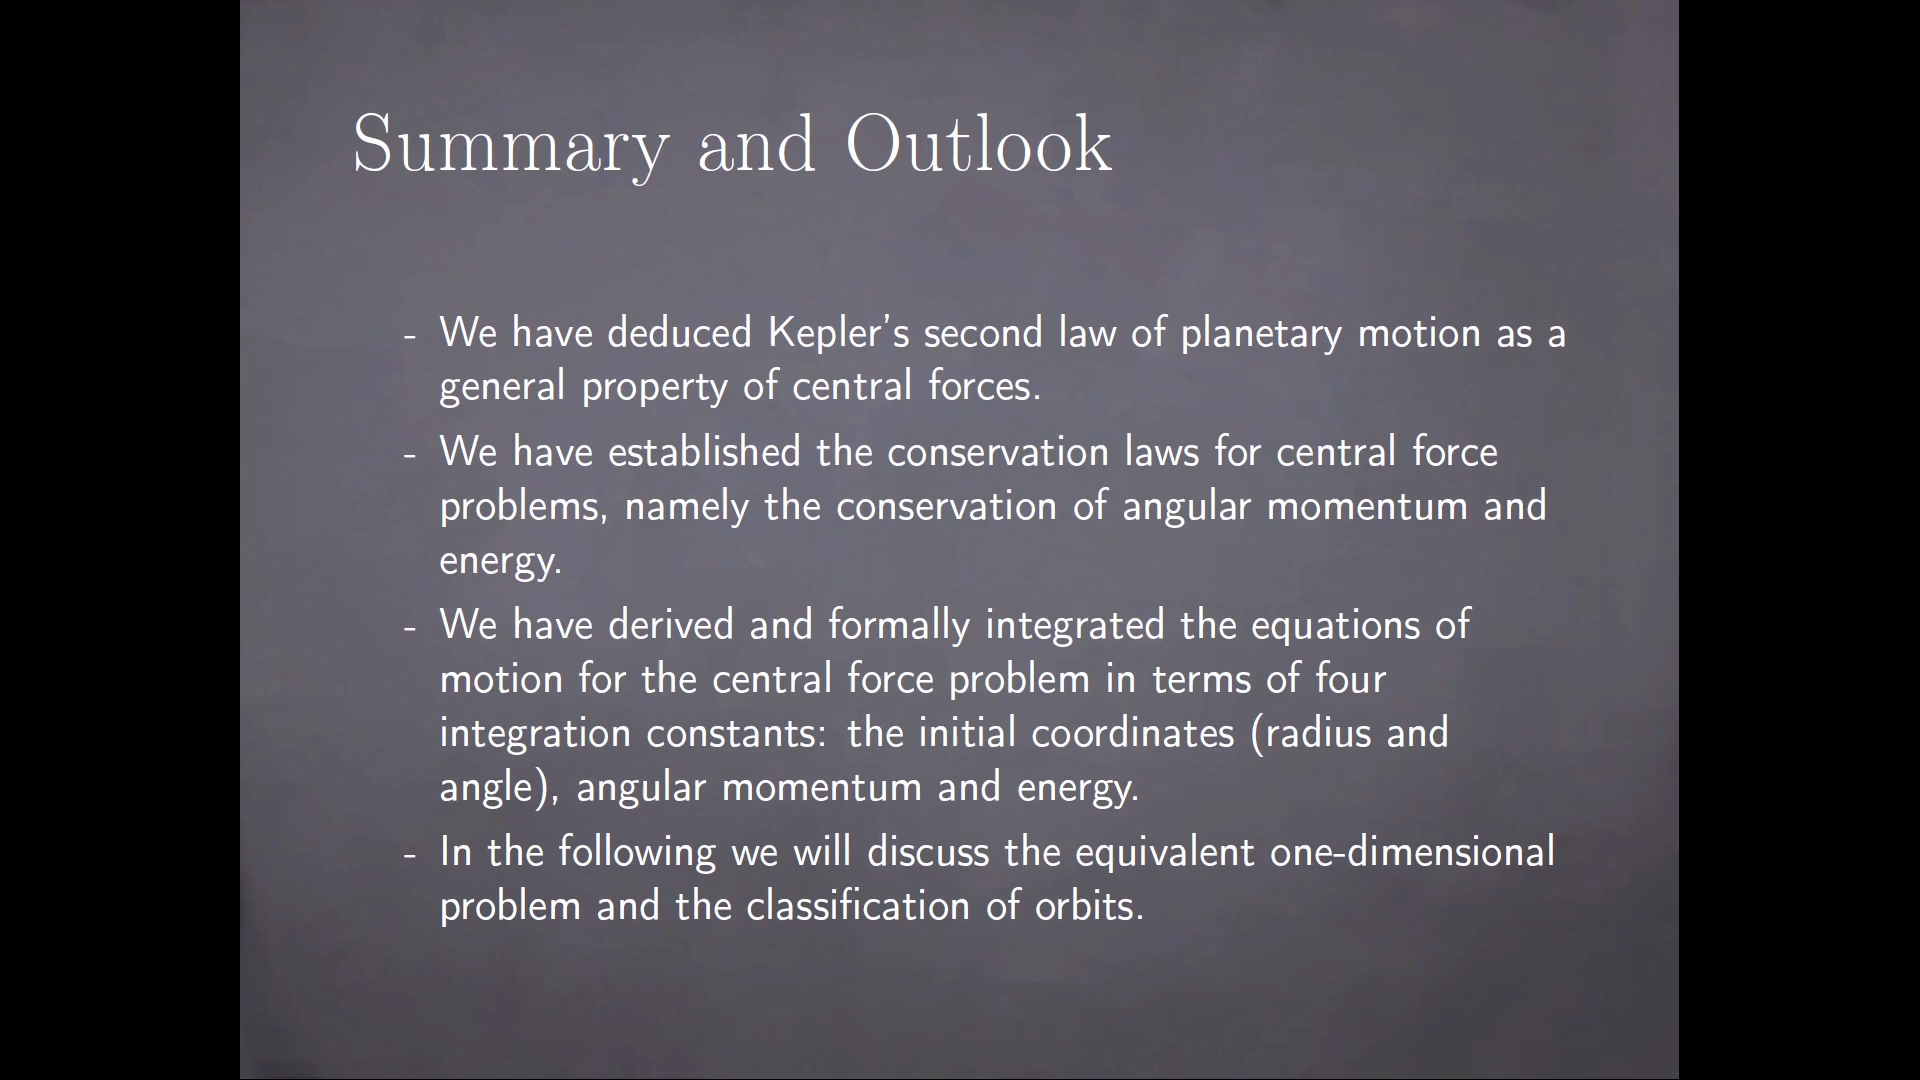 Summary and Outlook
- We have deduced Kepler's second law of planetary motion as a
general property of central forces.
- We have established the conservation laws for central force
problems, namely the conservation of angular momentum and
energy.
- We have derived and formally integrated the equations of
motion for the central force problem in terms of four
integration constants: the initial coordinates (radius and
angle), angular momentum and energy.
- In the following we will discuss the equivalent one-dimensional
problem and the classification of orbits.